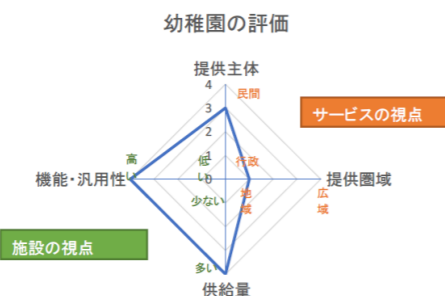 幼稚園の評価
提供主体
4
民間
3
サービスの視点
2
高い
低い
1
行政
機能・汎用性
0
提供圏域
少ない
地域
広域
施設の視点
多い
供給量